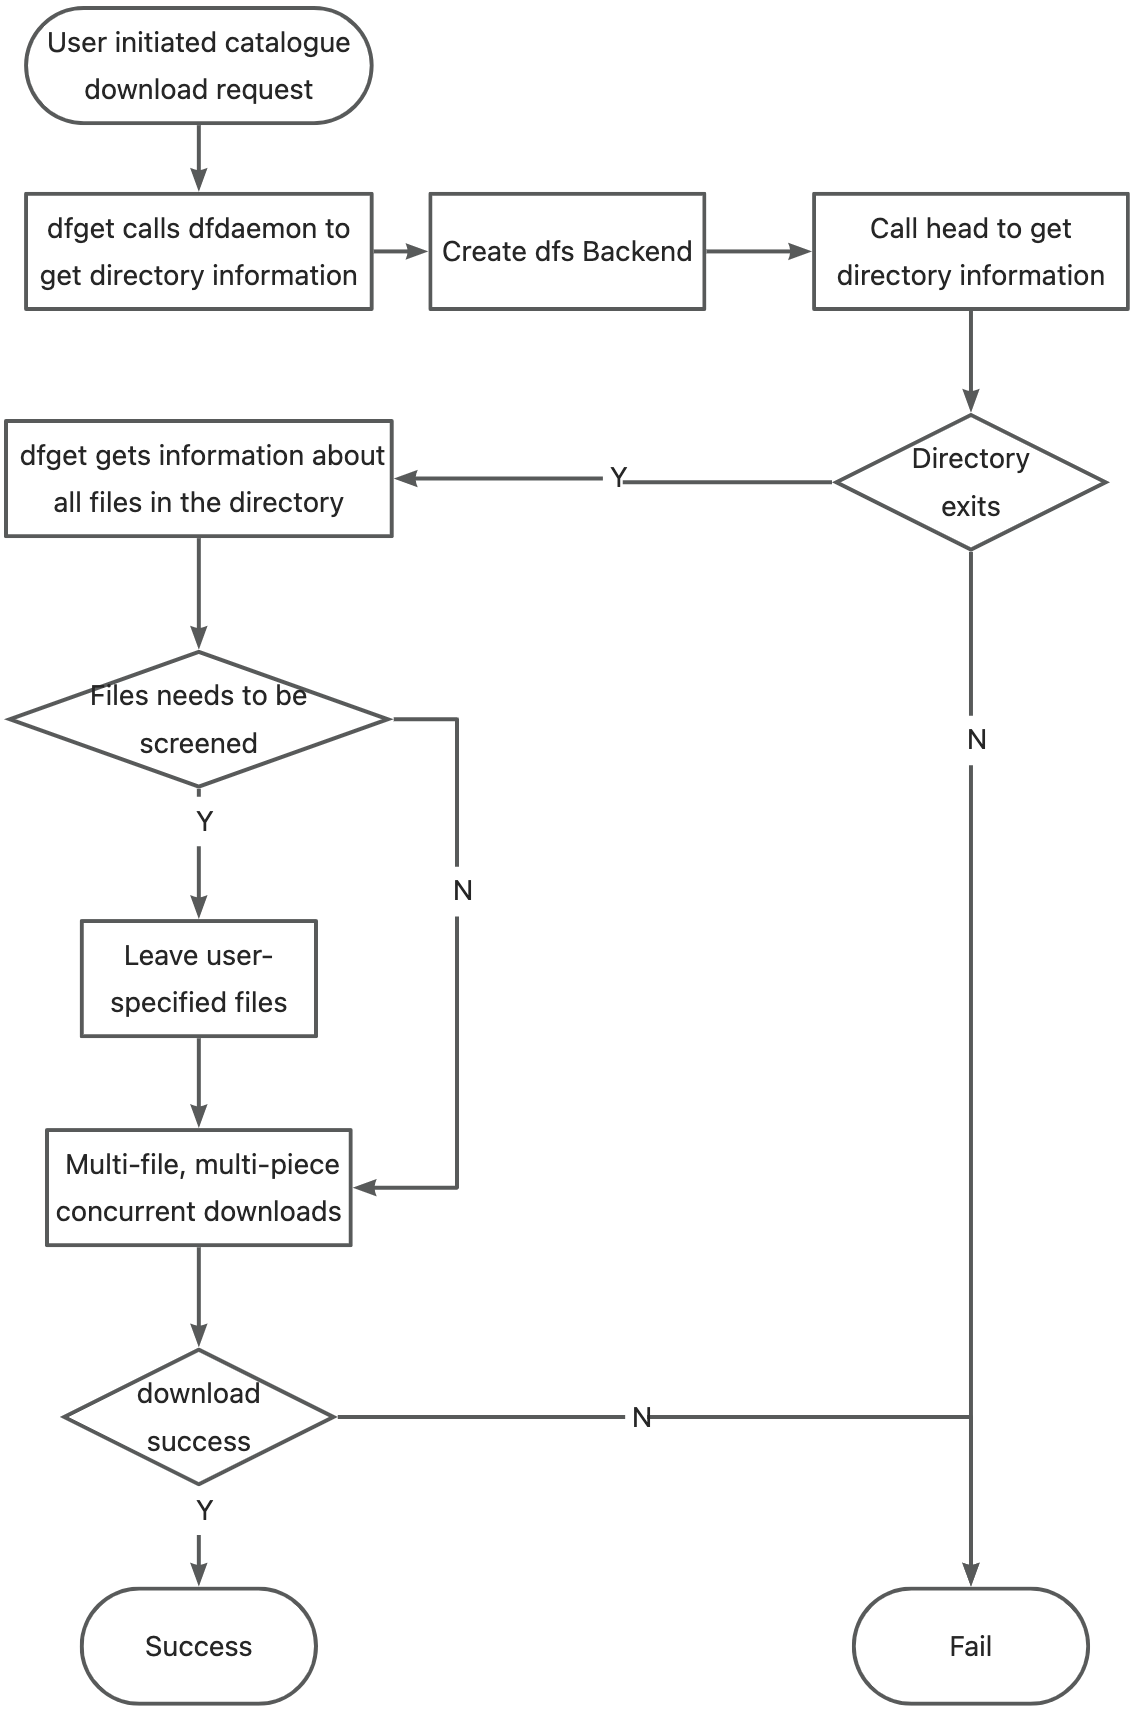 User initiated catalogue
download request
dfget calls dfdaemon to
get directory information
Create dfs Backend
Call head to get
directory information
Directory
exits
Y
dfget gets information about
all files in the directory
N
Files needs to be
screened
Y
N
Leave user-
specified files
Multi-file, multi-piece
concurrent downloads
download
success
N
Y
Success
Fail